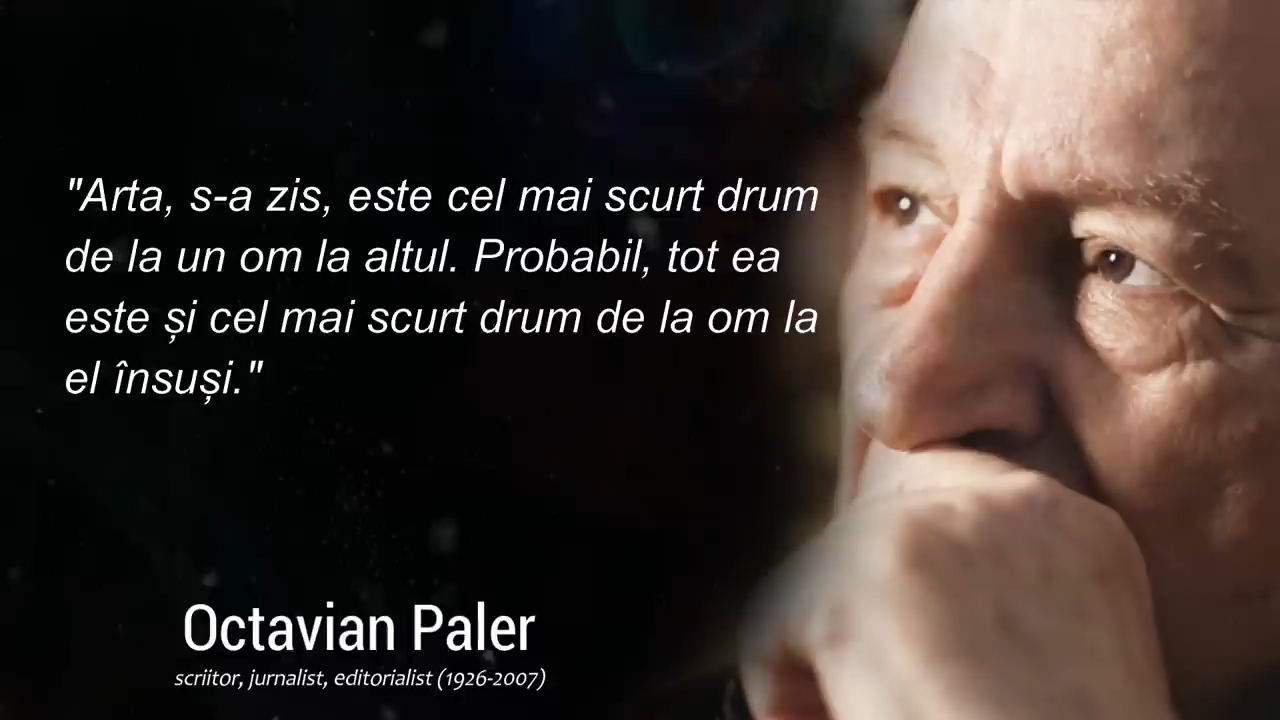 "Arta, s-a zis, este cel mai scurt drum
de la un om la altul. Probabil, tot ea
este și cel mai scurt drum de la om la
el însuși."
Octavian Paler
scriitor, jurnalist, editorialist (1926-2007)